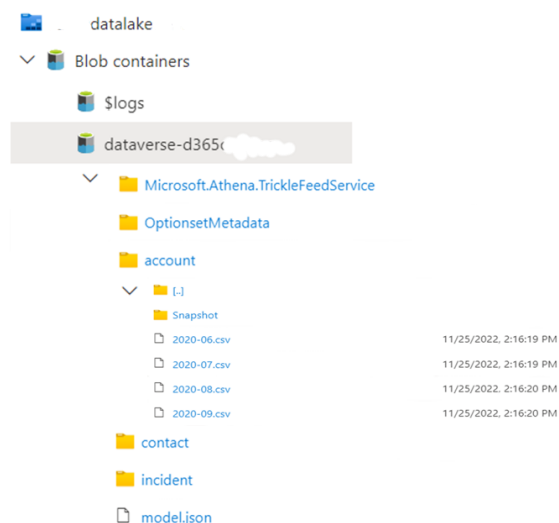 datalake
Blob containers
$logs
dataverse-d365
Microsoft.Athena.TrickleFeedService
OptionsetMetadata
account
[..]
Snapshot
2020-06.csv 11/25/2022, 2:16:19 PM
2020-07.csv 11/25/2022, 2:16:19 PM
2020-08.csv 11/25/2022, 2:16:20 PM
2020-09.csv 11/25/2022, 2:16:20 PM
contact
incident
model.json